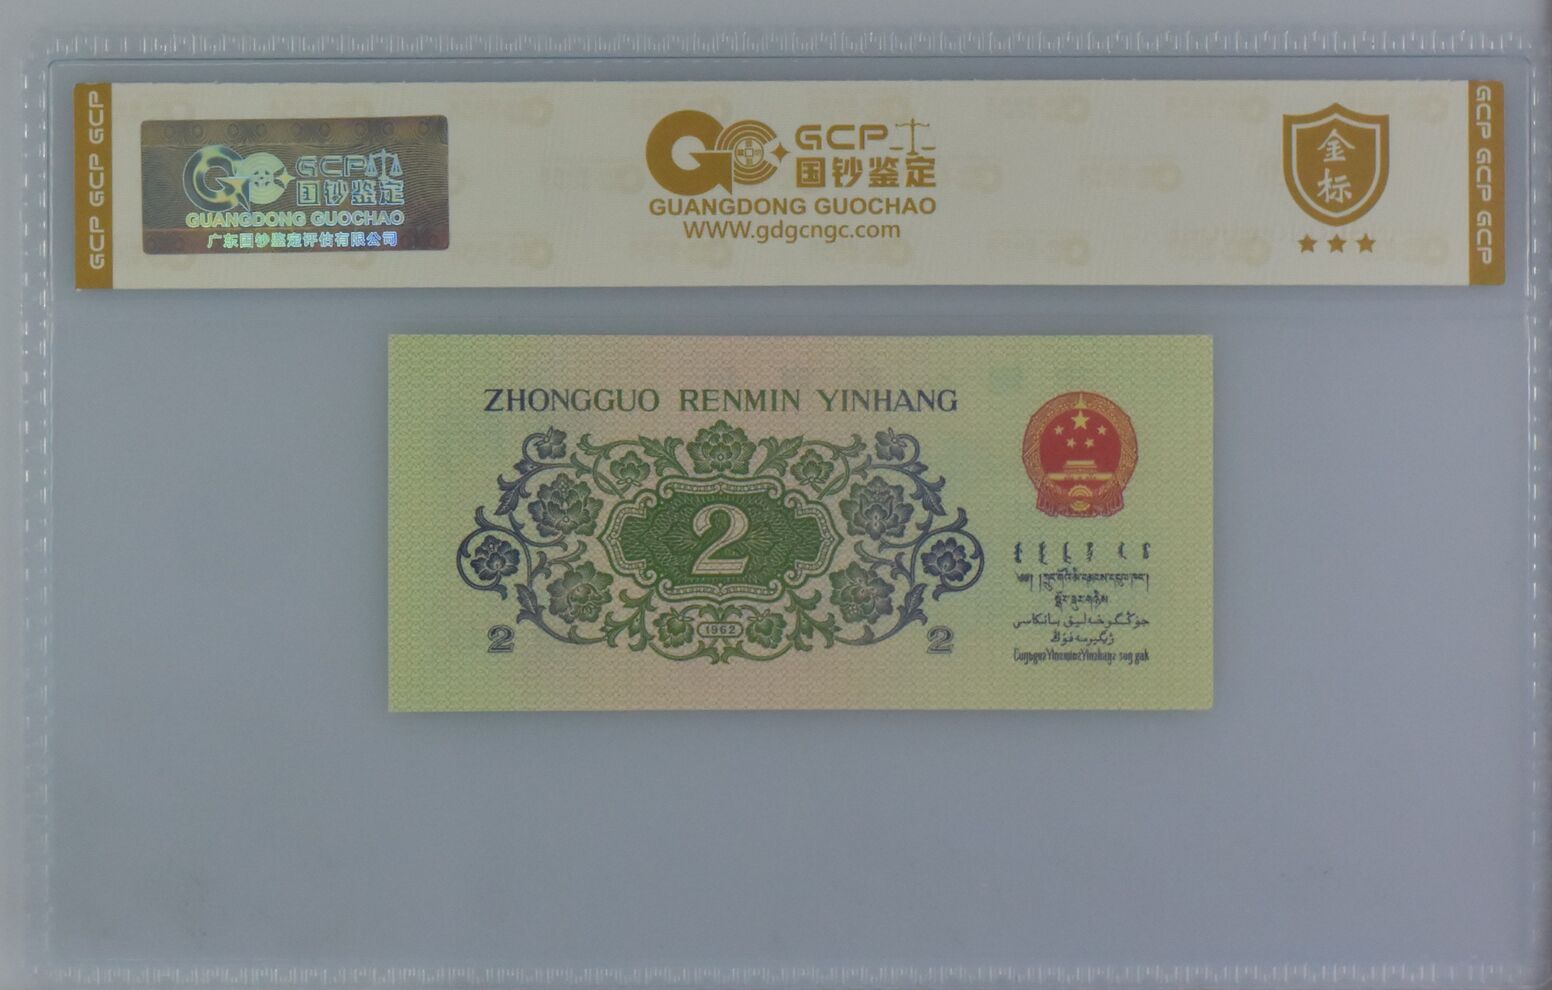 GCP GCP GCP
GCP
国钞鉴定
GUANGDONG GUOCHAO
广东国钞鉴定评估有限公司
GCP
国钞鉴定
GUANGDONG GUOCHAO
WWW.gdgcngc.com
金
标
GCP GCP GCP
ZHONGGUO RENMIN YINHANG
2
1962
2
2